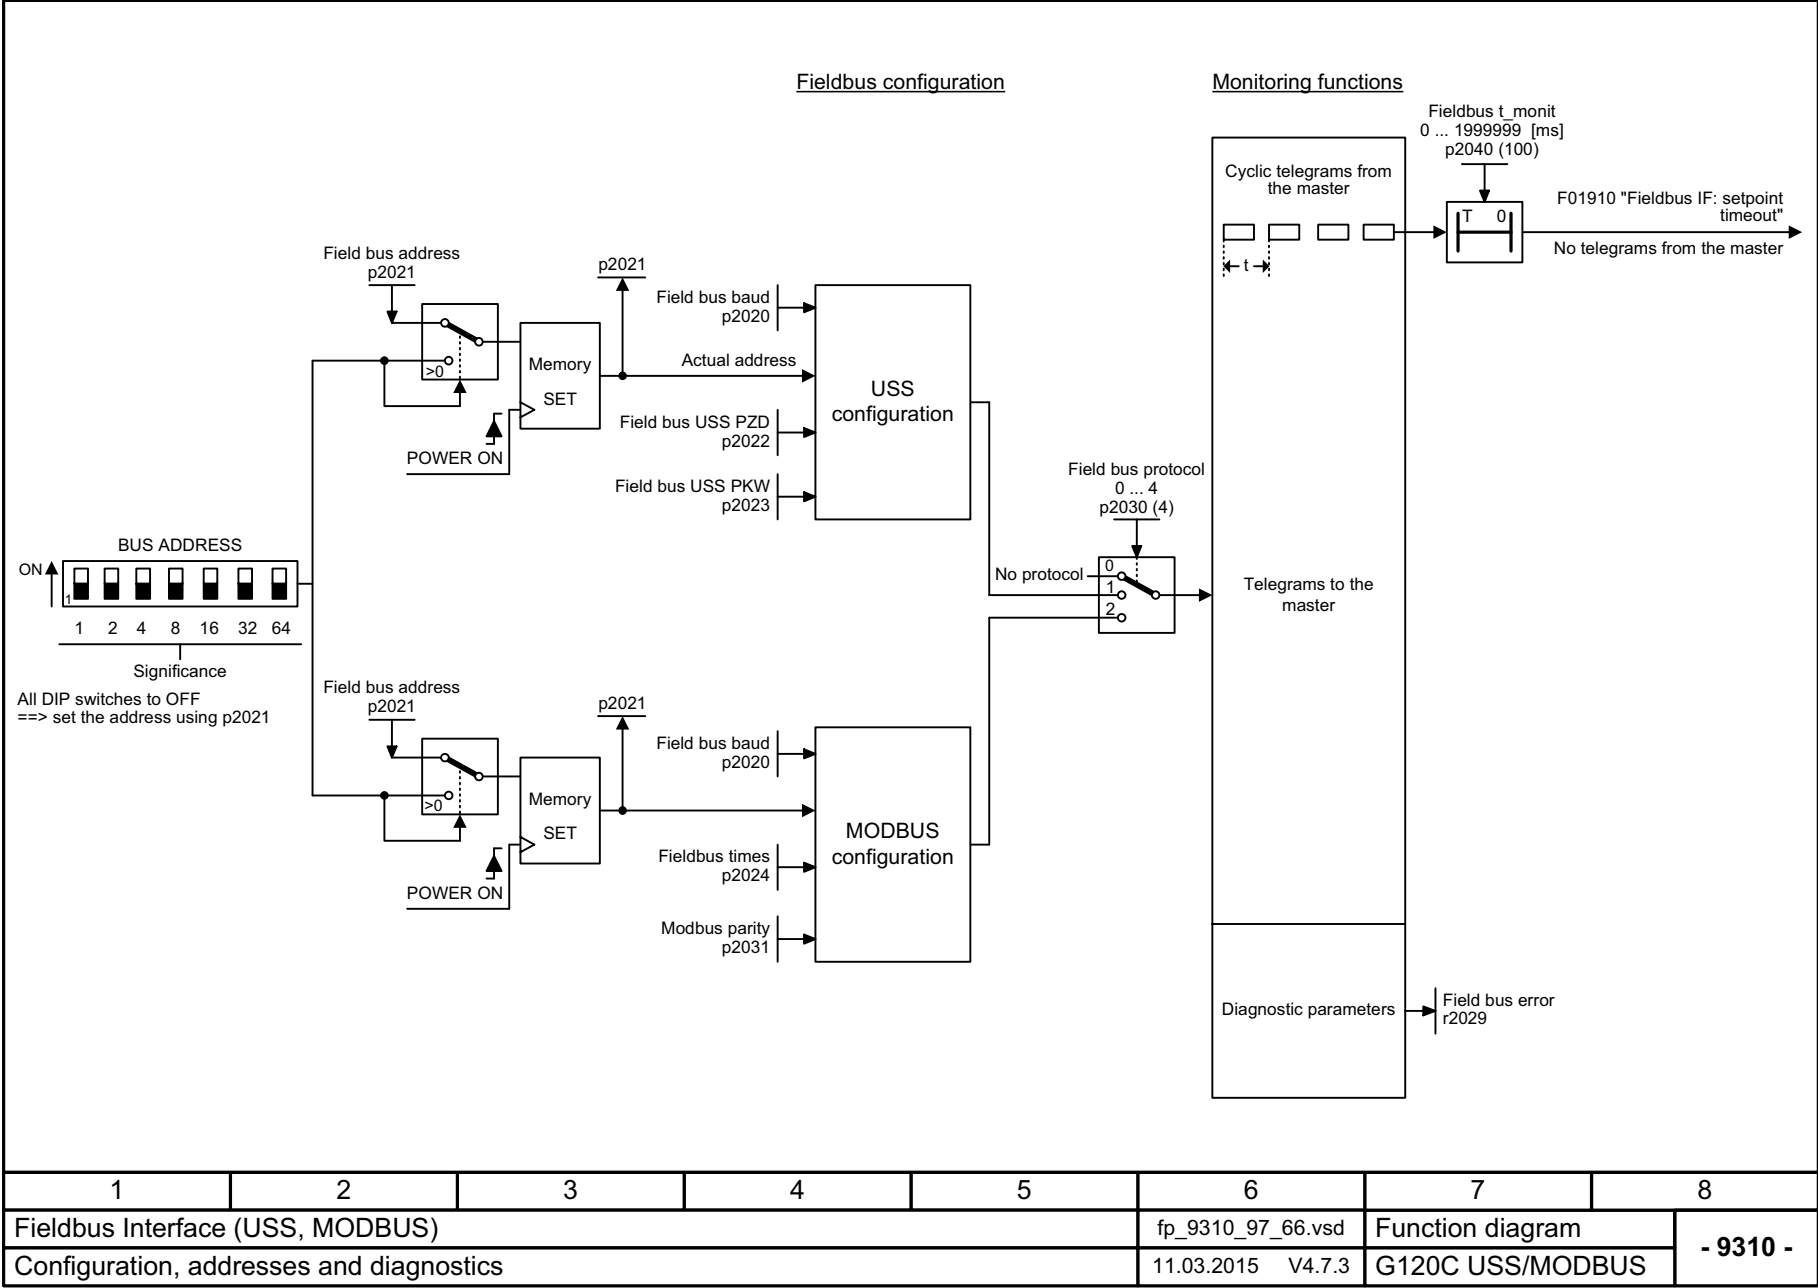 Fieldbus configuration
Monitoring functions
Fieldbus t_monit
0 ... 1999999 [ms]
p2040 (100)
Cyclic telegrams from
the master
F01910 "Fieldbus IF: setpoint
timeout"
T 0
No telegrams from the master
t
Field bus address
p2021
p2021
Field bus baud
p2020
>0
Memory
SET
Actual address
USS
configuration
Field bus USS PZD
p2022
POWER ON
Field bus USS PKW
p2023
Field bus protocol
0 ... 4
p2030 (4)
BUS ADDRESS
ON
1
1 2 4 8 16 32 64
Significance
All DIP switches to OFF
==> set the address using p2021
No protocol
0
1
2
Telegrams to the
master
Field bus address
p2021
p2021
Field bus baud
p2020
>0
Memory
SET
MODBUS
configuration
Fieldbus times
p2024
POWER ON
Modbus parity
p2031
Diagnostic parameters
Field bus error
r2029
1 2 3 4 5 6 7 8
Fieldbus Interface (USS, MODBUS)
fp_9310_97_66.vsd
Function diagram
- 9310 -
Configuration, addresses and diagnostics
11.03.2015 V4.7.3
G120C USS/MODBUS